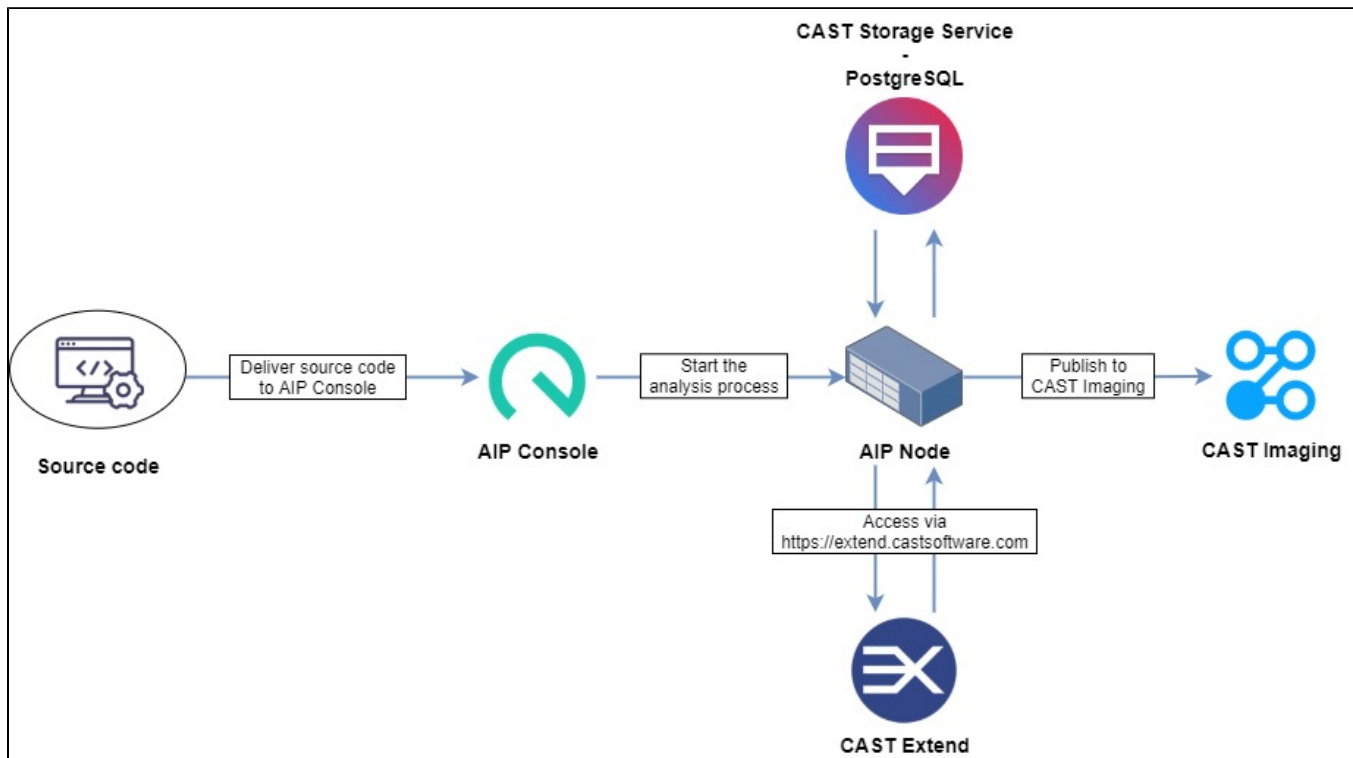 CAST Storage Service
-
PostgreSQL
Deliver source code
to AIP Console
Start the
analysis process
Publish to
CAST Imaging
Source code
AIP Console
AIP Node
CAST Imaging
Access via
https://extend.castsoftware.com
CAST Extend